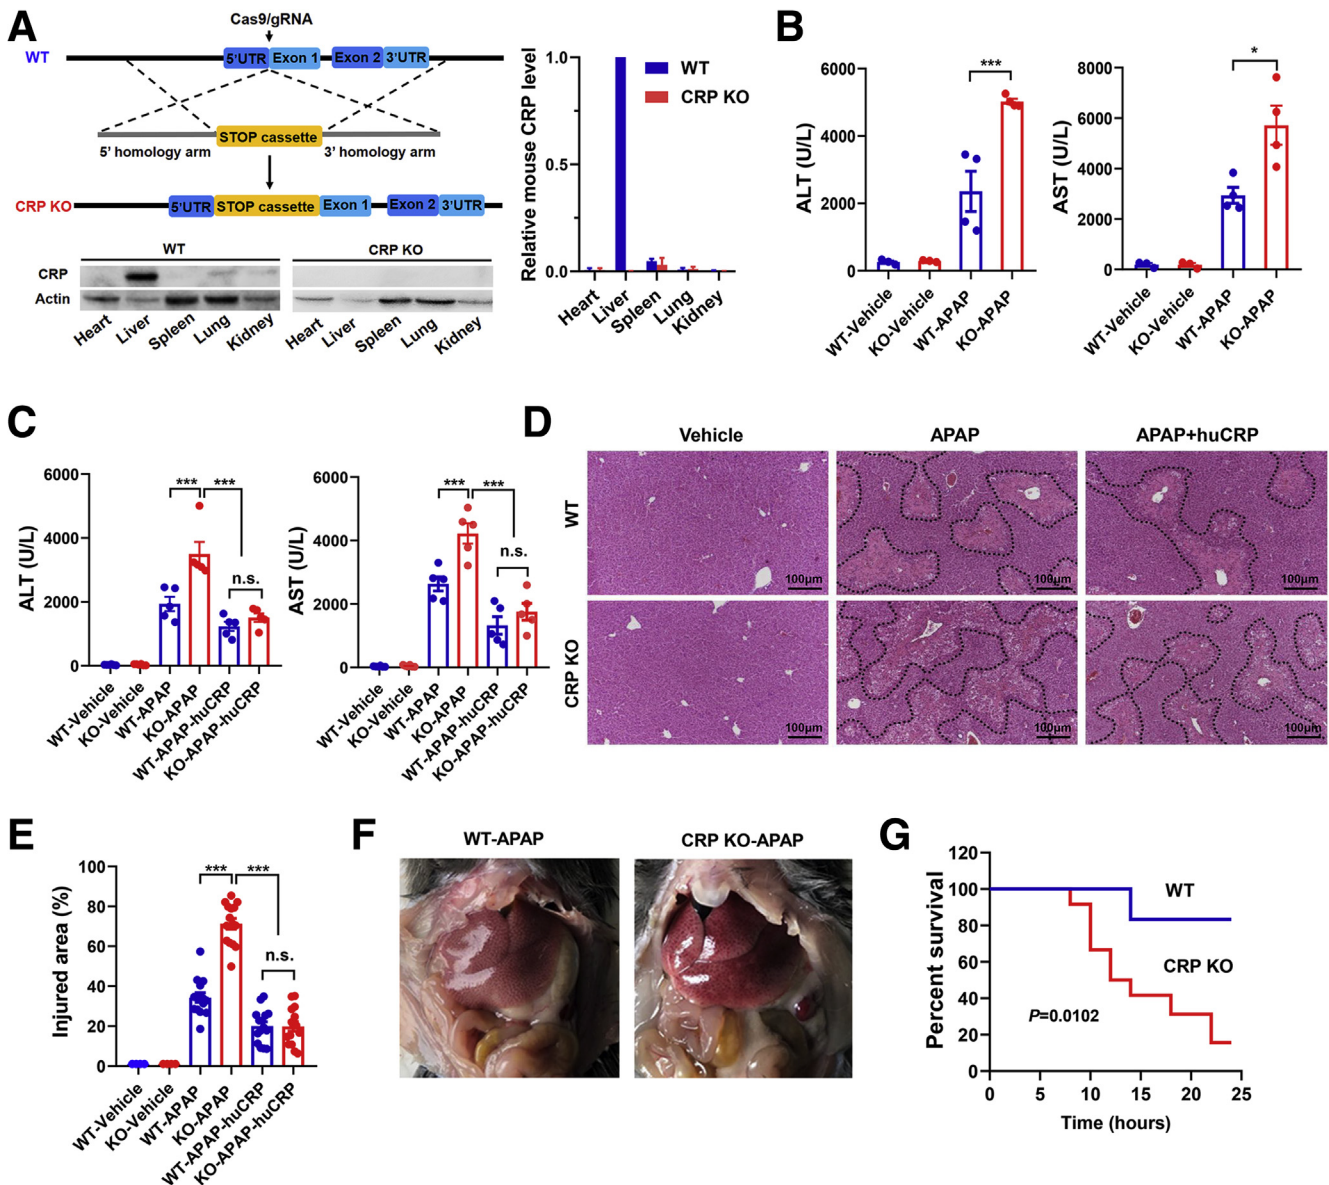 A
Cas9/gRNA
WT
5'UTR Exon 1 Exon 2 3'UTR
STOP cassette
5' homology arm 3' homology arm
CRP KO
5'UTR STOP cassette Exon 1 Exon 2 3'UTR
WT CRP KO
CRP
Actin
Heart Liver Spleen Lung Kidney Heart Liver Spleen Lung Kidney
Relative mouse CRP level
1.0
0.5
0.0
WT
CRP KO
Heart Liver Spleen Lung Kidney
B
ALT (U/L)
6000
4000
2000
0
***
WT-Vehicle KO-Vehicle WT-APAP KO-APAP
AST (U/L)
8000
6000
4000
2000
0
*
WT-Vehicle KO-Vehicle WT-APAP KO-APAP
C
ALT (U/L)
6000
4000
2000
0
*** ***
n.s.
WT-Vehicle KO-Vehicle WT-APAP KO-APAP WT-APAP-huCRP KO-APAP-huCRP
AST (U/L)
6000
4000
2000
0
*** ***
n.s.
WT-Vehicle KO-Vehicle WT-APAP KO-APAP WT-APAP-huCRP KO-APAP-huCRP
D
Vehicle APAP APAP+huCRP
WT
100μm 100μm 100μm
CRP KO
100μm 100μm 100μm
E
Injured area (%)
100
80
60
40
20
0
*** ***
n.s.
WT-Vehicle KO-Vehicle WT-APAP KO-APAP WT-APAP-huCRP KO-APAP-huCRP
F
WT-APAP CRP KO-APAP
G
Percent survival
120
100
80
60
40
20
0
WT
CRP KO
P=0.0102
0 5 10 15 20 25
Time (hours)